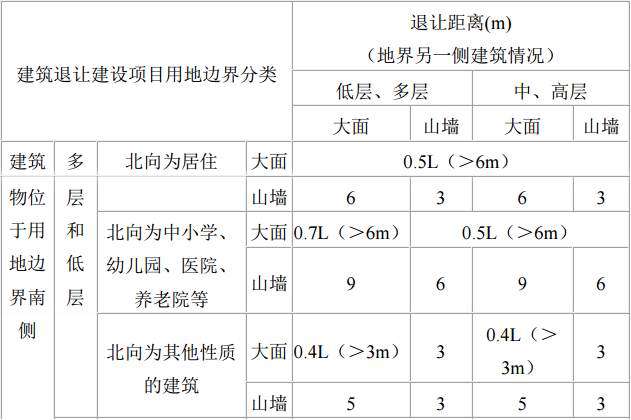 建筑退让建设项目用地边界分类
退让距离(m)
（地界另一侧建筑情况）
低层、多层
中、高层
大面
山墙
大面
山墙
建筑
物位
于用
地边
界南
侧
多
层
和
低
层
北向为居住
大面
0.5L（＞6m）
山墙
6
3
6
3
北向为中小学、
幼儿园、医院、
养老院等
大面
0.7L（＞6m）
0.5L（＞6m）
山墙
9
6
9
6
北向为其他性质
的建筑
大面
0.4L（＞3m）
3
0.4L（＞
3m）
3
山墙
5
3
5
3